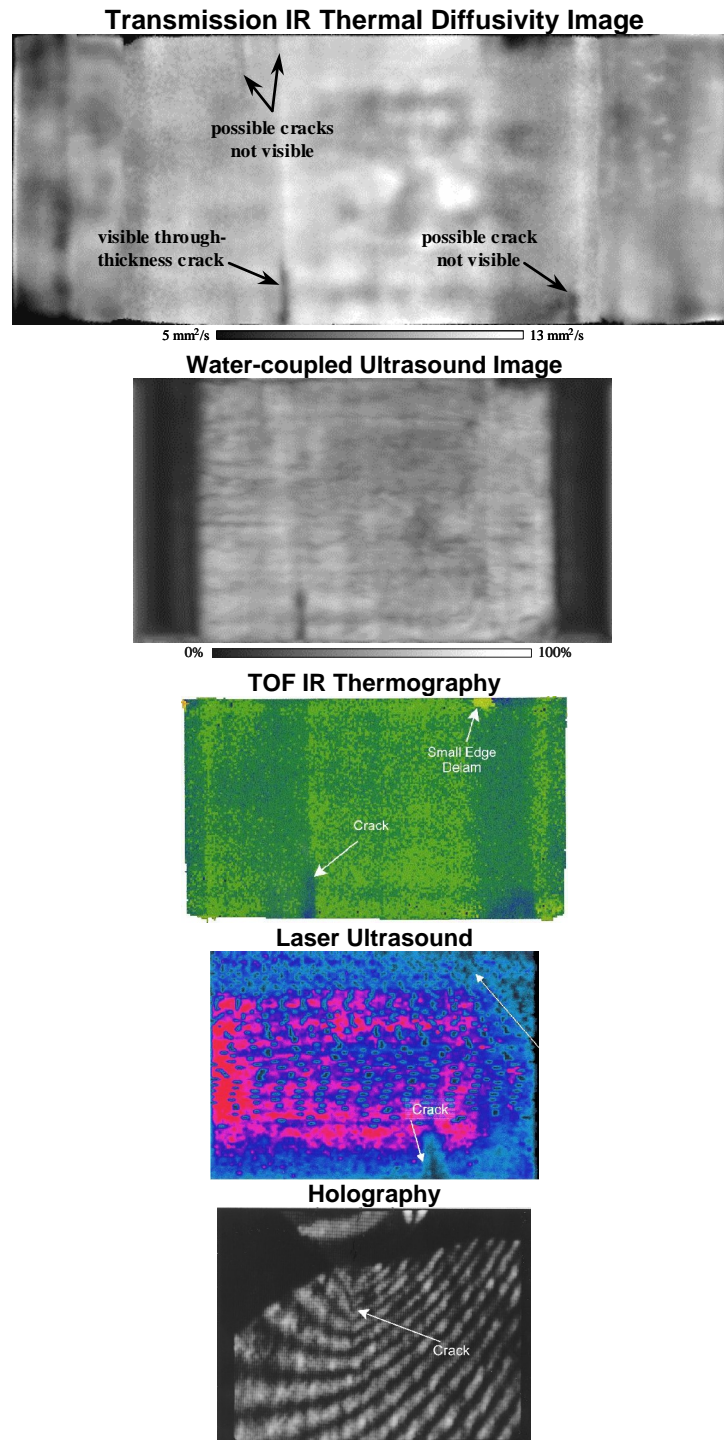 Transmission IR Thermal Diffusivity Image
possible cracks
not visible
visible through-
thickness crack
possible crack
not visible
5 mm²/s
13 mm²/s
Water-coupled Ultrasound Image
0%
100%
TOF IR Thermography
Small Edge
Delam
Crack
Laser Ultrasound
Crack
Holography
Crack